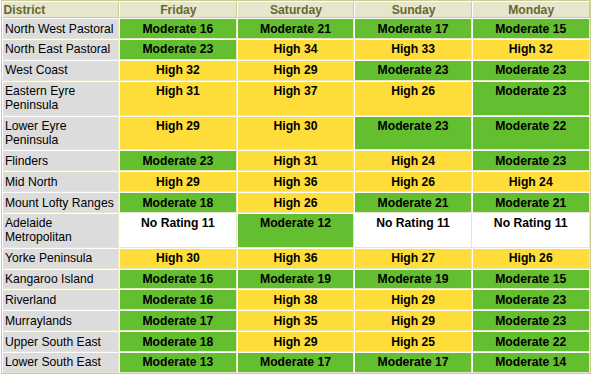 District Friday Saturday Sunday Monday
North West Pastoral Moderate 16 Moderate 21 Moderate 17 Moderate 15
North East Pastoral Moderate 23 High 34 High 33 High 32
West Coast High 32 High 29 Moderate 23 Moderate 23
Eastern Eyre High 31 High 37 High 26 Moderate 23
Peninsula
Lower Eyre High 29 High 30 Moderate 23 Moderate 22
Peninsula
Flinders Moderate 23 High 31 High 24 Moderate 23
Mid North High 29 High 36 High 26 High 24
Mount Lofty Ranges Moderate 18 High 26 Moderate 21 Moderate 21
Adelaide No Rating 11 Moderate 12 No Rating 11 No Rating 11
Metropolitan
Yorke Peninsula High 30 High 36 High 27 High 26
Kangaroo Island Moderate 16 Moderate 19 Moderate 19 Moderate 15
Riverland Moderate 16 High 38 High 29 Moderate 23
Murraylands Moderate 17 High 35 High 29 Moderate 23
Upper South East Moderate 18 High 29 High 25 Moderate 22
Lower South East Moderate 13 Moderate 17 Moderate 17 Moderate 14